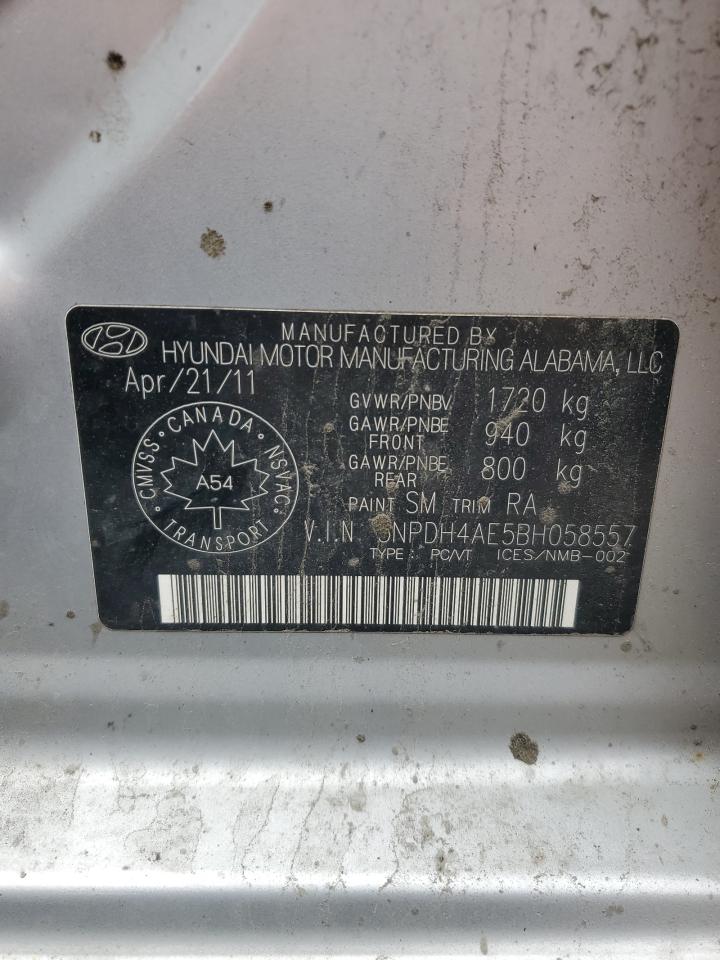 MANUFACTURED BY
HYUNDAI MOTOR MANUFACTURING ALABAMA, LLC
Apr/21/11
GVWR/PNBV 1720 kg
GAWR/PNBE FRONT 940 kg
GAWR/PNBE REAR 800 kg
CMVSS • CANADA • NSVAC • TRANSPORT •
A54
PAINT SM TRIM RA
V.I.N 5NPDH4AE5BH058557
TYPE : PC/VT ICES/NMB-002